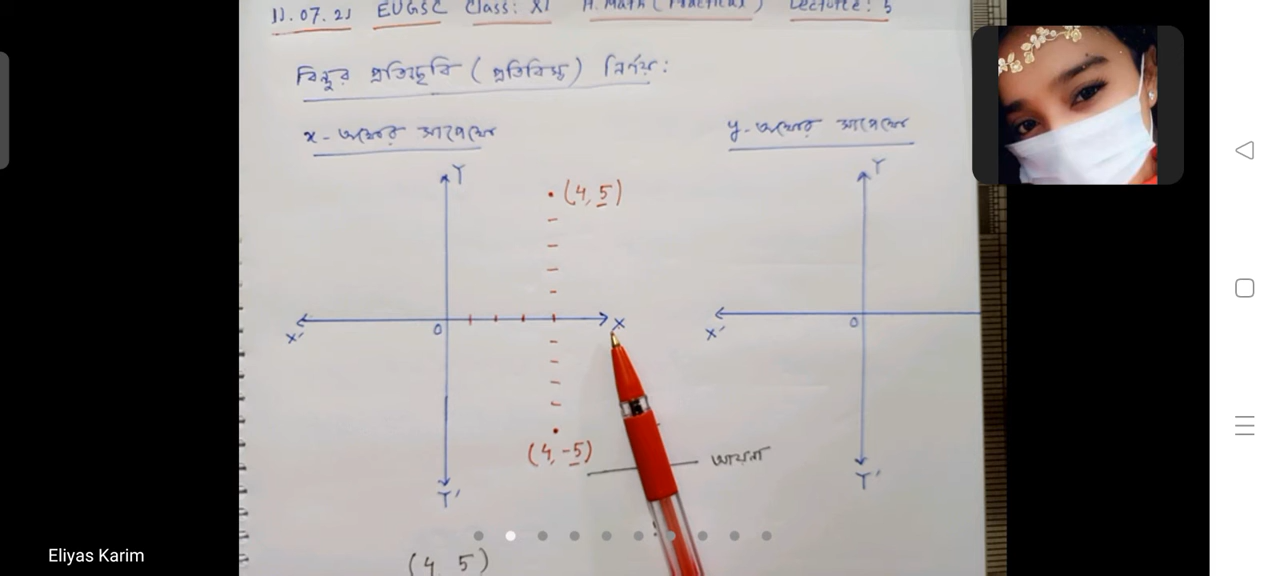 11.07.21 EUGSC Class: XI H.Math (Practical) Lecture: 5
বিন্দুর প্রতিচ্ছবি ( প্রতিবিম্ব ) নির্ণয় :
x - অক্ষের সাপেক্ষে
y - অক্ষের সাপেক্ষে
Y
Y
(4, 5)
X' O X
X' O
(4, -5)
আয়না
Y'
Y'
Eliyas Karim
(4, 5)